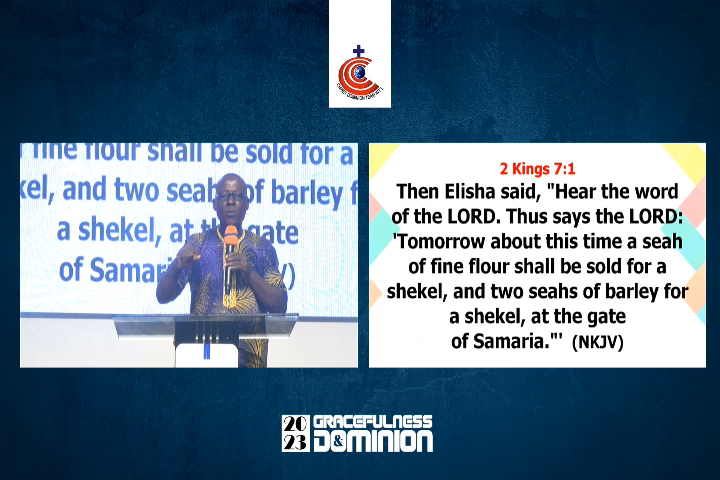 fine flour shall be sold for a
kel, and two seahs of barley f
a shekel, at the gate
of Samari V)
2 Kings 7:1
Then Elisha said, "Hear the word
of the LORD. Thus says the LORD:
'Tomorrow about this time a seah
of fine flour shall be sold for a
shekel, and two seahs of barley for
a shekel, at the gate
of Samaria."' (NKJV)
2023 GRACEFULNESS
& DOMINION